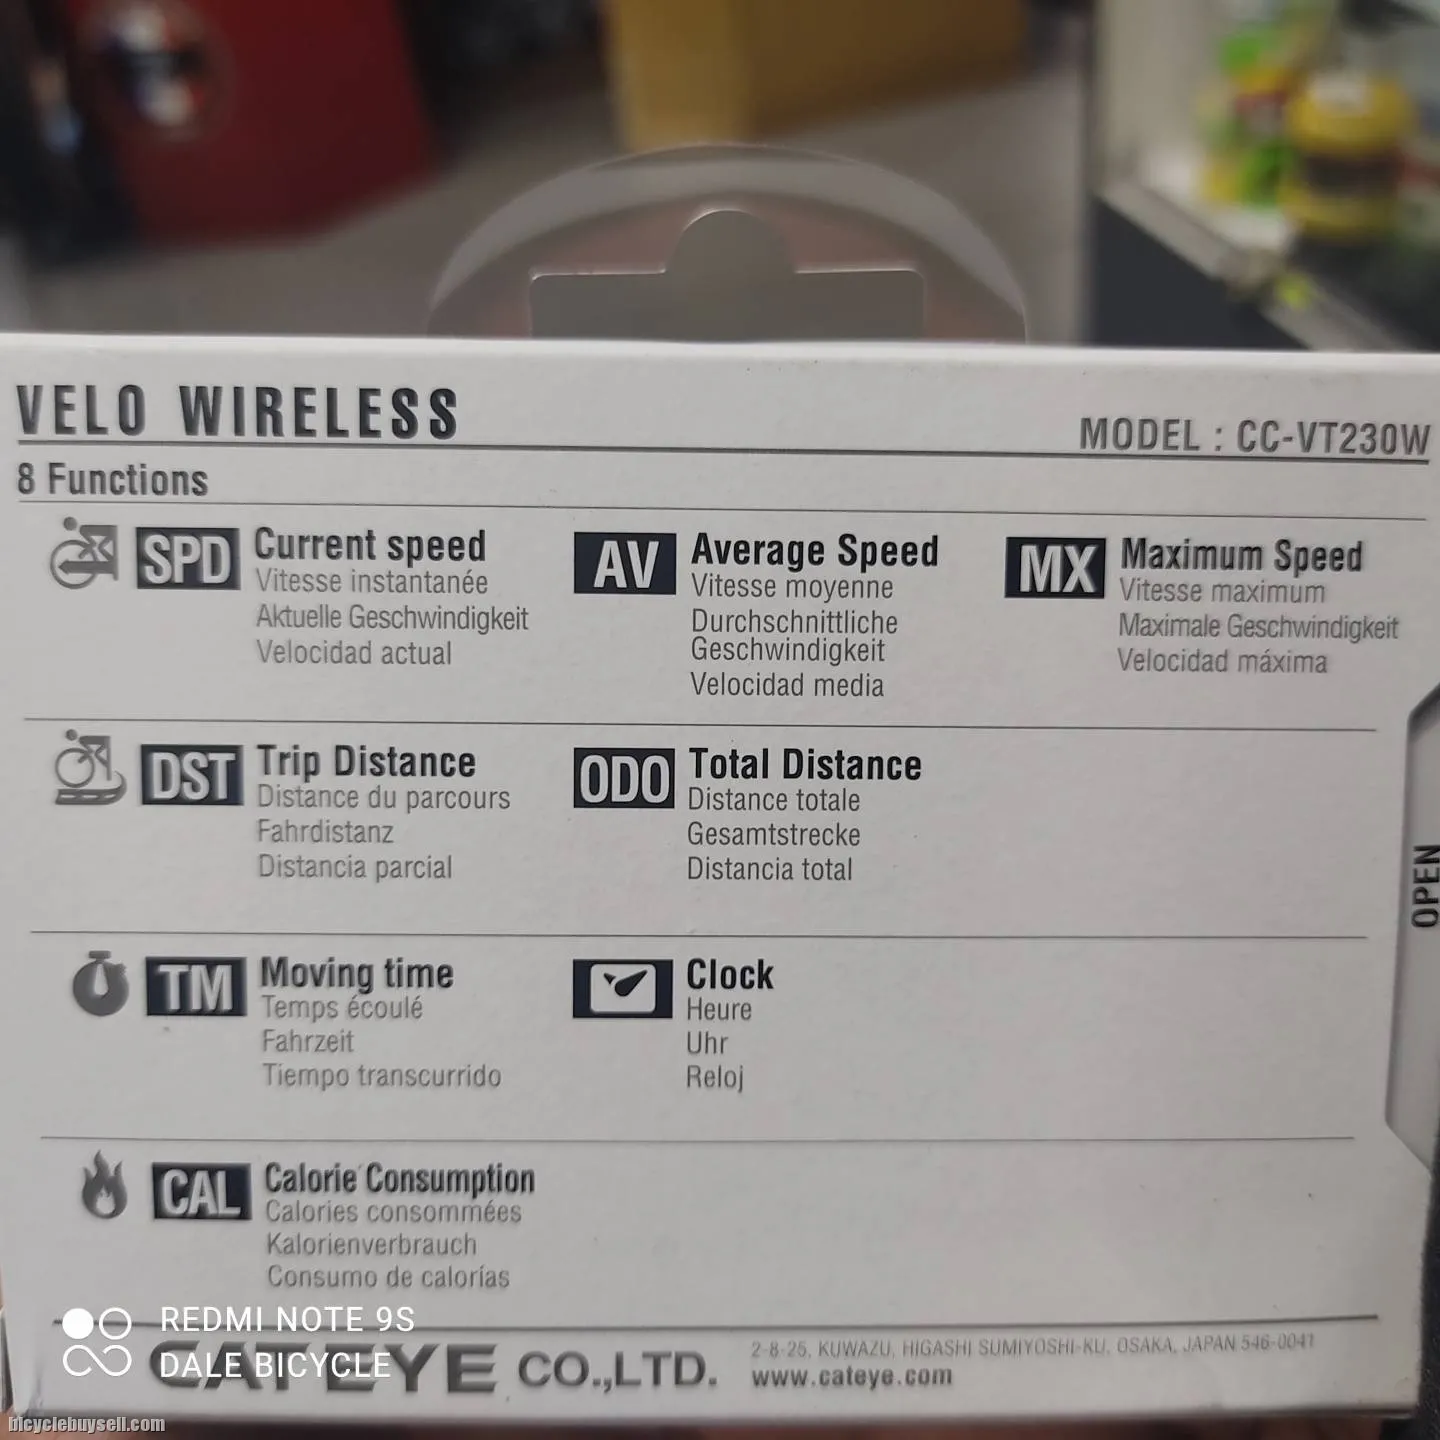 VELO WIRELESS
MODEL : CC-VT230W
8 Functions
SPD Current speed
Vitesse instantanée
Aktuelle Geschwindigkeit
Velocidad actual
AV Average Speed
Vitesse moyenne
Durchschnittliche
Geschwindigkeit
Velocidad media
MX Maximum Speed
Vitesse maximum
Maximale Geschwindigkeit
Velocidad máxima
DST Trip Distance
Distance du parcours
Fahrdistanz
Distancia parcial
ODO Total Distance
Distance totale
Gesamtstrecke
Distancia total
OPEN
TM Moving time
Temps écoulé
Fahrzeit
Tiempo transcurrido
Clock
Heure
Uhr
Reloj
CAL Calorie Consumption
Calories consommées
Kalorienverbrauch
Consumo de calorías
REDMI NOTE 9S
DALE BICYCLE
CATEYE CO.,LTD.
2-8-25, KUWAZU, HIGASHI SUMIYOSHI-KU, OSAKA, JAPAN 546-0041
www.cateye.com
bicyclebuysell.com